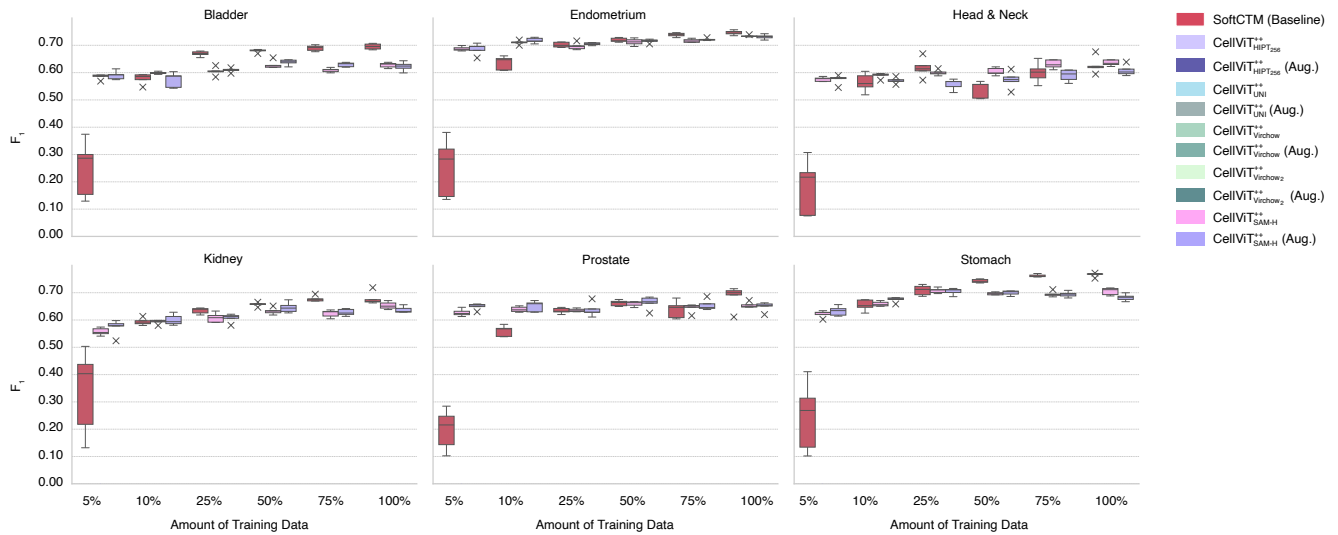 Bladder
Endometrium
Head & Neck
F1
0.70
0.60
0.50
0.40
0.30
0.20
0.10
0.00
Kidney
Prostate
Stomach
F1
0.70
0.60
0.50
0.40
0.30
0.20
0.10
0.00
5% 10% 25% 50% 75% 100%
5% 10% 25% 50% 75% 100%
5% 10% 25% 50% 75% 100%
Amount of Training Data
Amount of Training Data
Amount of Training Data
SoftCTM (Baseline)
CellViT++ HIPT256
CellViT++ HIPT256 (Aug.)
CellViT++ UNI
CellViT++ UNI (Aug.)
CellViT++ Virchow
CellViT++ Virchow (Aug.)
CellViT++ Virchow2
CellViT++ Virchow2 (Aug.)
CellViT++ SAM-H
CellViT++ SAM-H (Aug.)